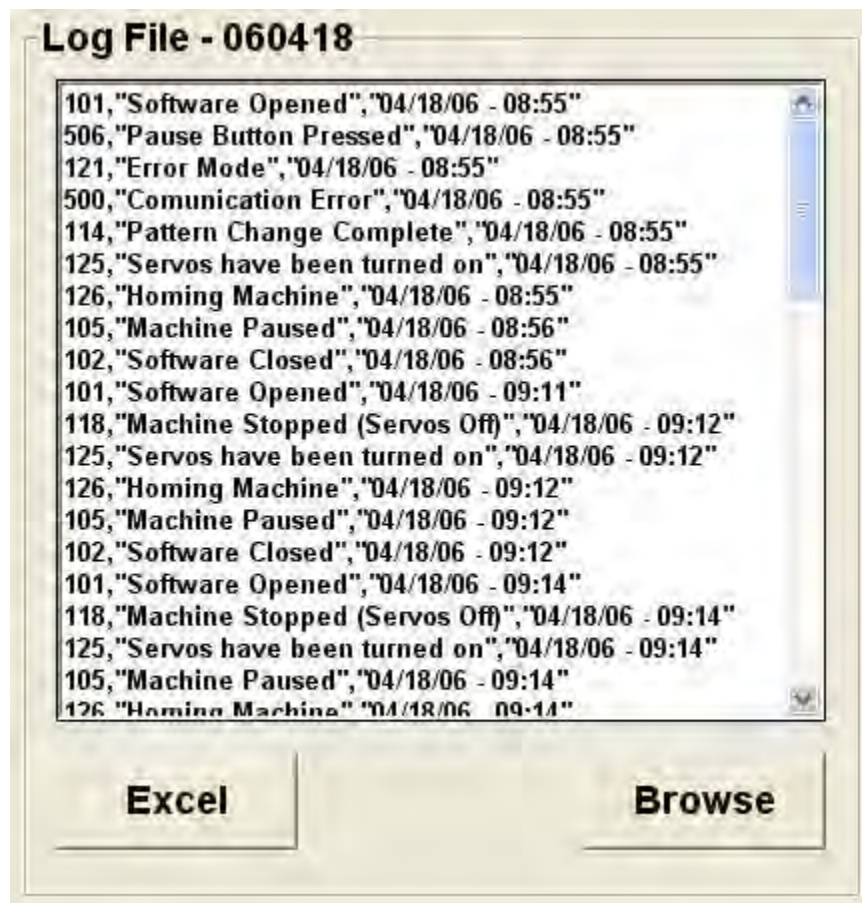 Log File - 060418
101,"Software Opened","04/18/06 - 08:55"
506,"Pause Button Pressed","04/18/06 - 08:55"
121,"Error Mode","04/18/06 - 08:55"
500,"Comunication Error","04/18/06 - 08:55"
114,"Pattern Change Complete","04/18/06 - 08:55"
125,"Servos have been turned on","04/18/06 - 08:55"
126,"Homing Machine","04/18/06 - 08:55"
105,"Machine Paused","04/18/06 - 08:56"
102,"Software Closed","04/18/06 - 08:56"
101,"Software Opened","04/18/06 - 09:11"
118,"Machine Stopped (Servos Off)","04/18/06 - 09:12"
125,"Servos have been turned on","04/18/06 - 09:12"
126,"Homing Machine","04/18/06 - 09:12"
105,"Machine Paused","04/18/06 - 09:12"
102,"Software Closed","04/18/06 - 09:12"
101,"Software Opened","04/18/06 - 09:14"
118,"Machine Stopped (Servos Off)","04/18/06 - 09:14"
125,"Servos have been turned on","04/18/06 - 09:14"
105,"Machine Paused","04/18/06 - 09:14"
126,"Homing Machine","04/18/06 - 09:14"
Excel
Browse